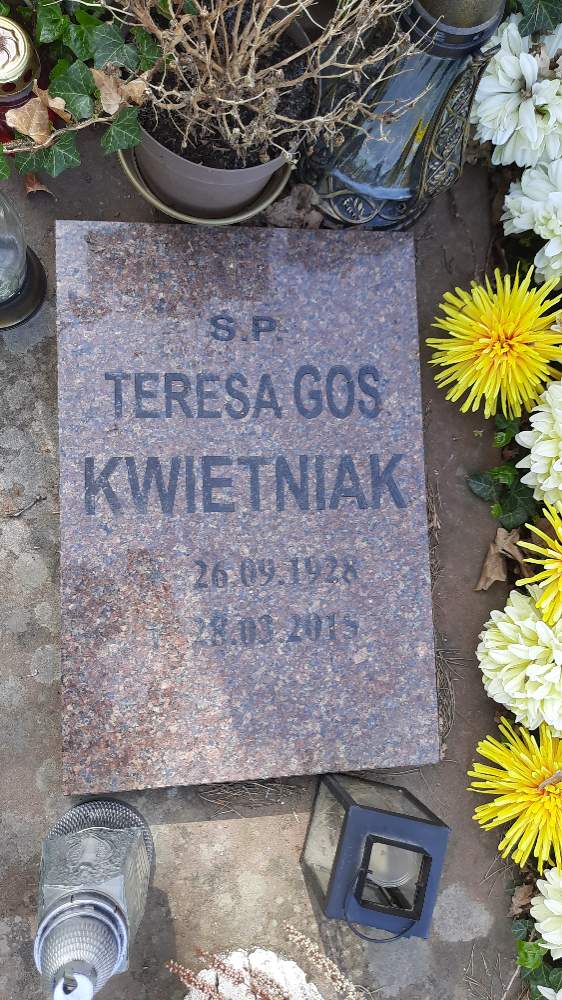 S.P.
TERESA GOS
KWIETNIAK
* 26.09.1928
† 28.03.2015